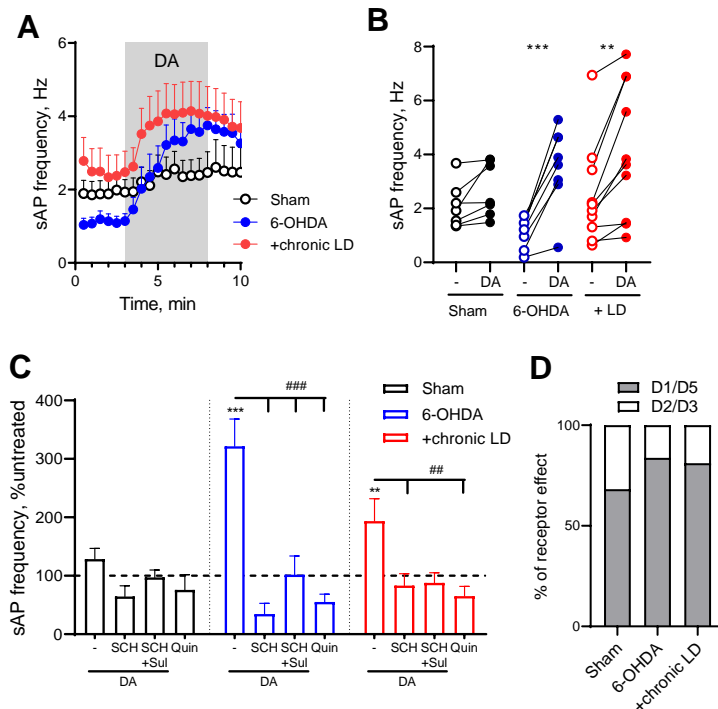 A
sAP frequency, Hz
6
4
2
0
DA
Sham
6-OHDA
+chronic LD
0
5
10
Time, min
B
sAP frequency, Hz
8
6
4
2
0
***
**
- DA - DA - DA
Sham 6-OHDA + LD
C
sAP frequency, %untreated
400
300
200
100
0
Sham
6-OHDA
+chronic LD
***
###
**
##
- SCH SCH Quin - SCH SCH Quin - SCH SCH Quin
+Sul +Sul +Sul
DA DA DA
D
D1/D5
D2/D3
% of receptor effect
100
50
0
Sham
6-OHDA
+chronic LD